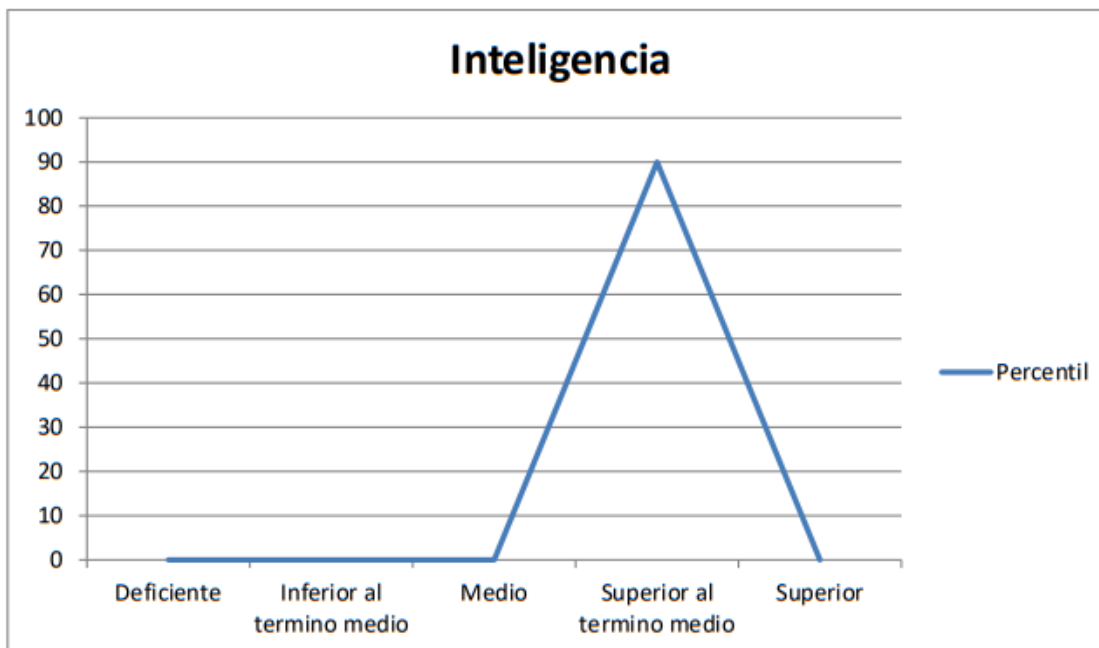 Inteligencia
100
90
80
70
60
50
40
30
20
10
0
Percentil
Deficiente
Inferior al
termino medio
Medio
Superior al
termino medio
Superior